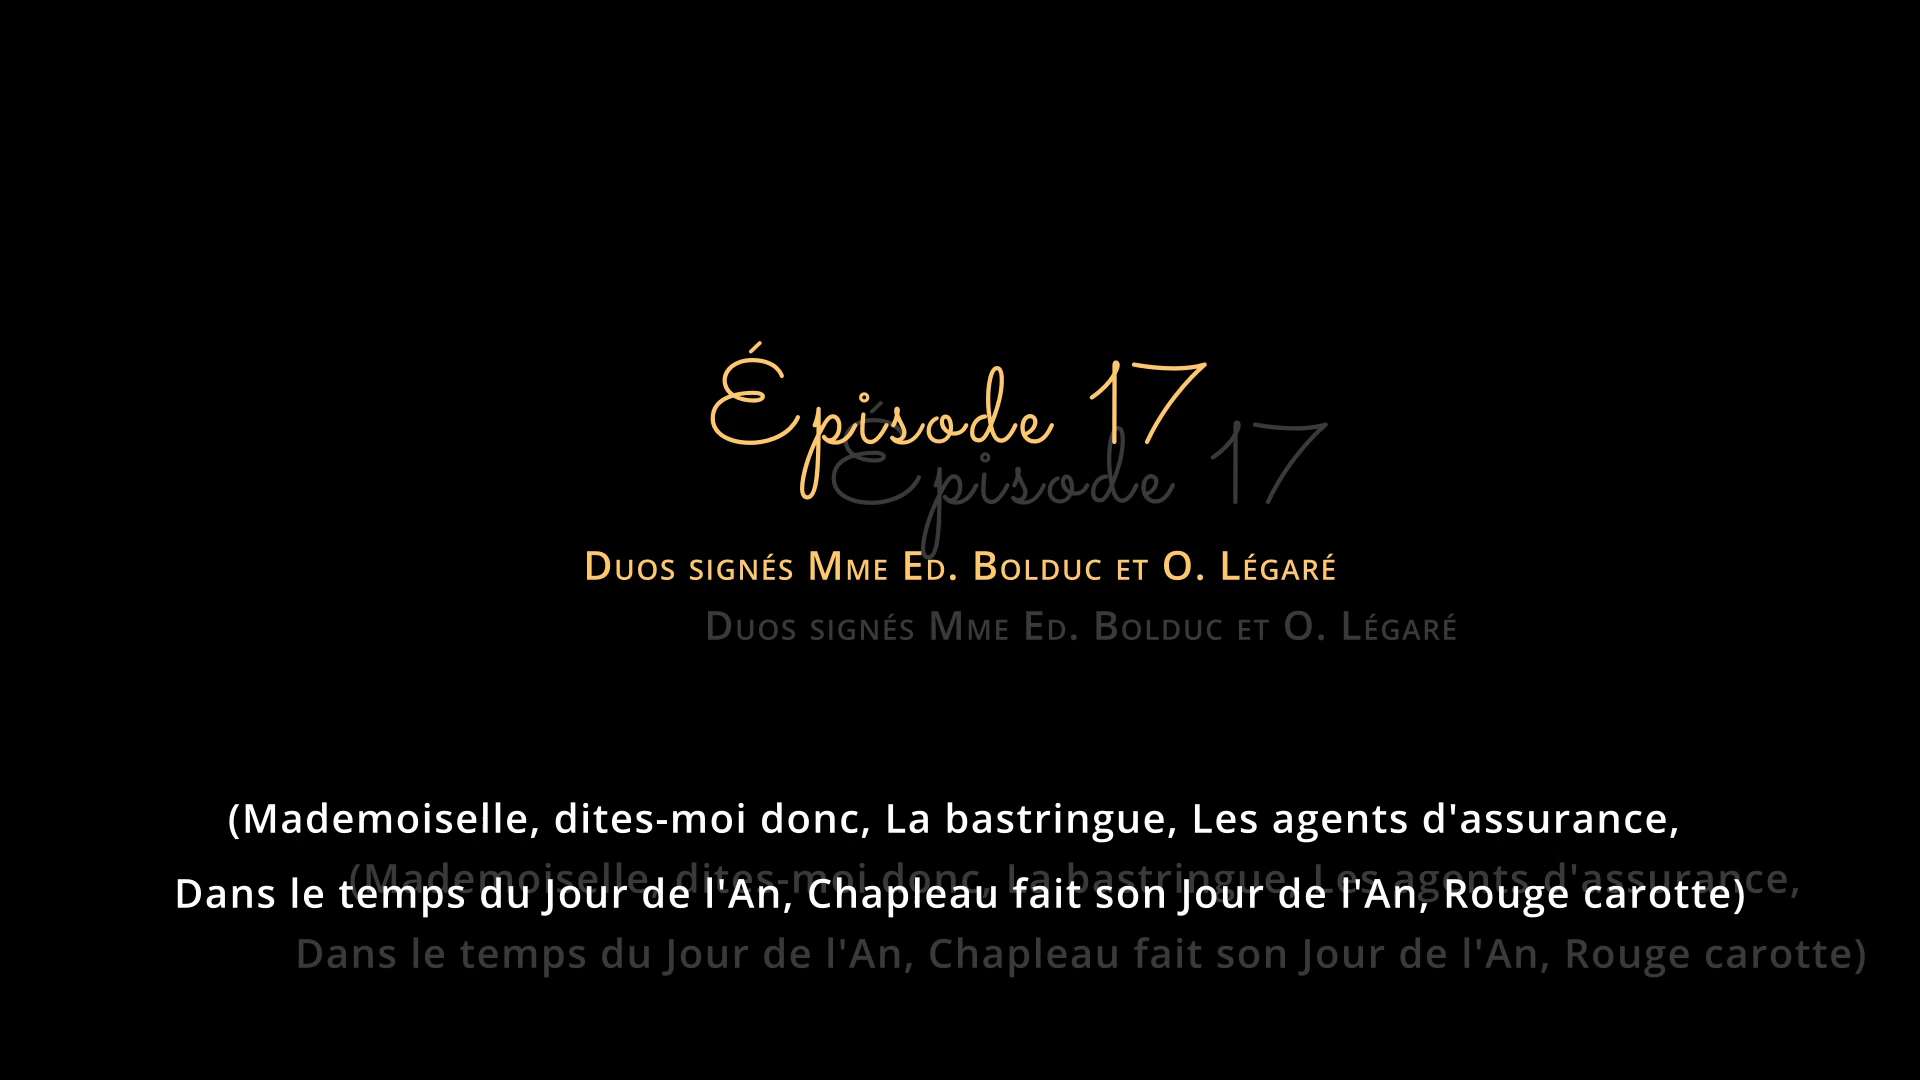 Épisode 17
Duos signés Mme Ed. Bolduc et O. Légaré
(Mademoiselle, dites-moi donc, La bastringue, Les agents d'assurance,
Dans le temps du Jour de l'An, Chapleau fait son Jour de l'An, Rouge carotte)